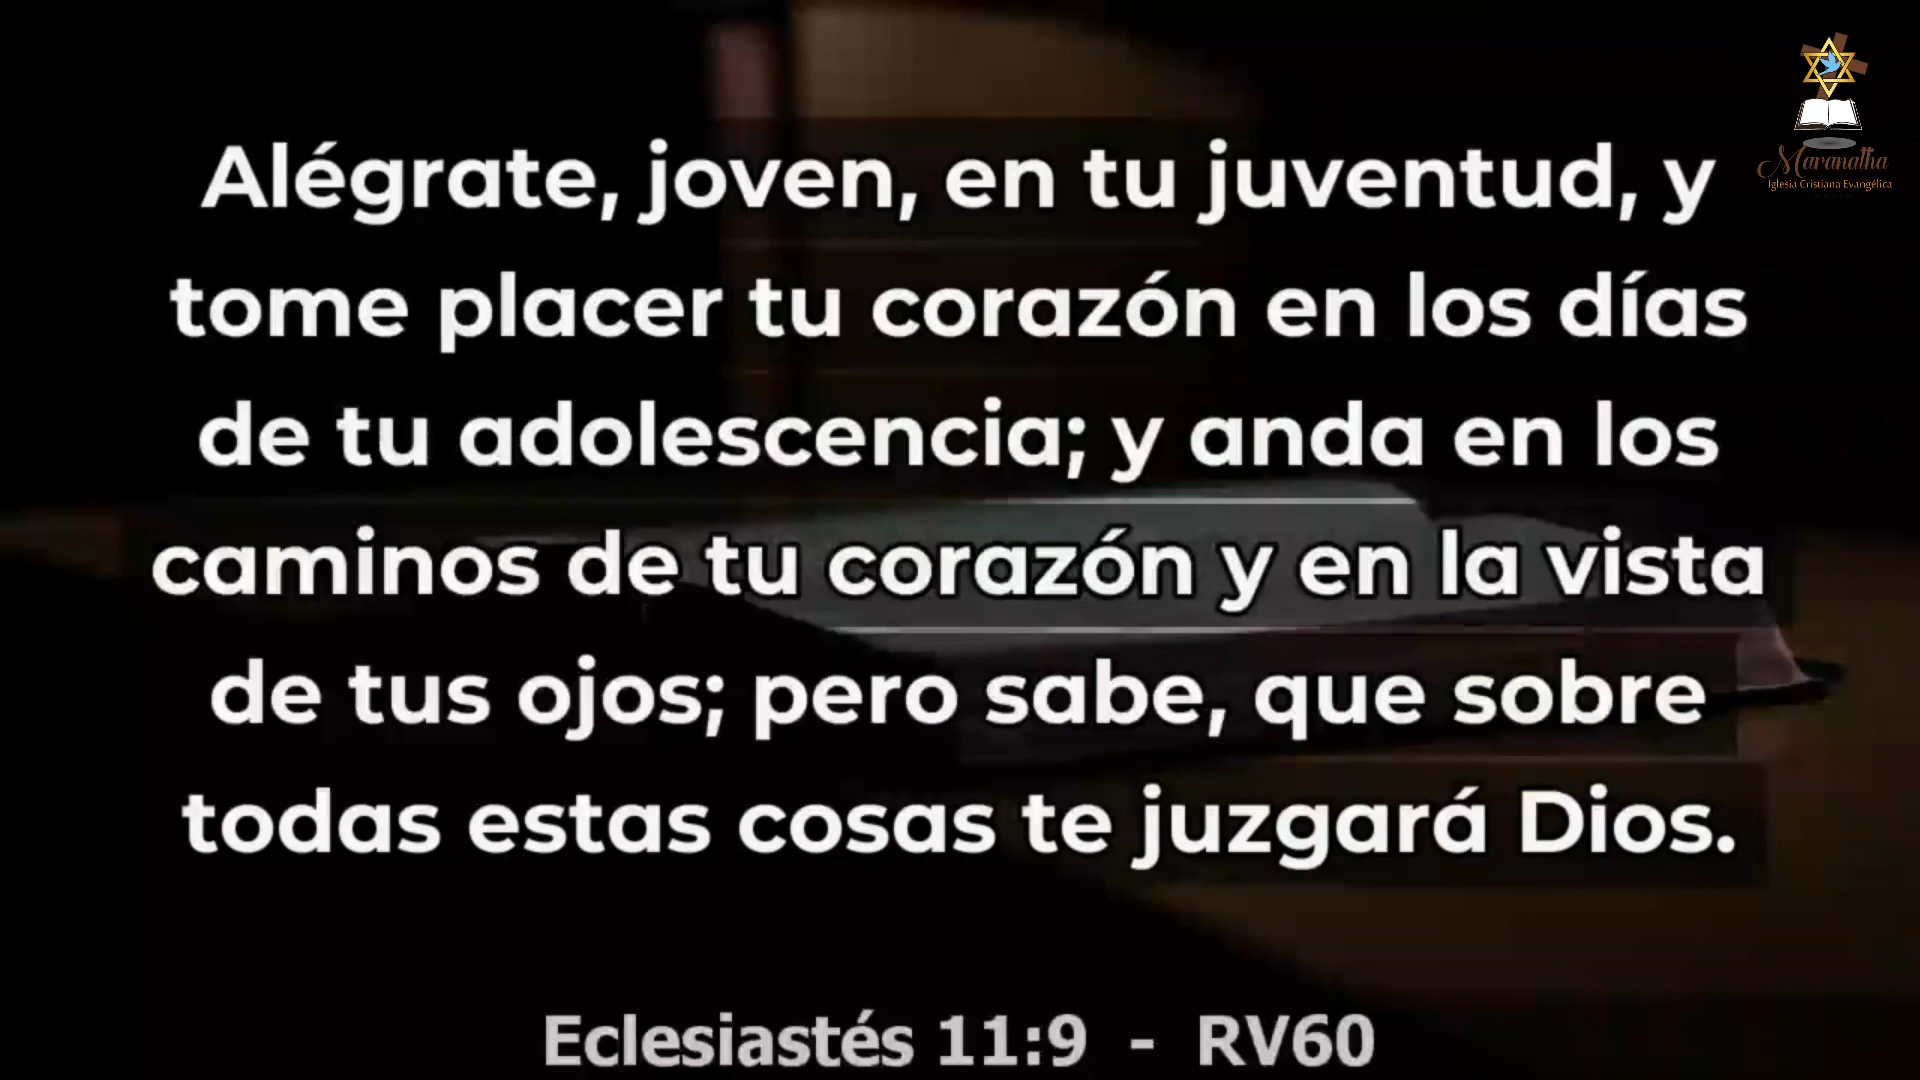 Alégrate, joven, en tu juventud, y
tome placer tu corazón en los días
de tu adolescencia; y anda en los
caminos de tu corazón y en la vista
de tus ojos; pero sabe, que sobre
todas estas cosas te juzgará Dios.
Eclesiastés 11:9 - RV60
Maranatha
Iglesia Cristiana Evangélica